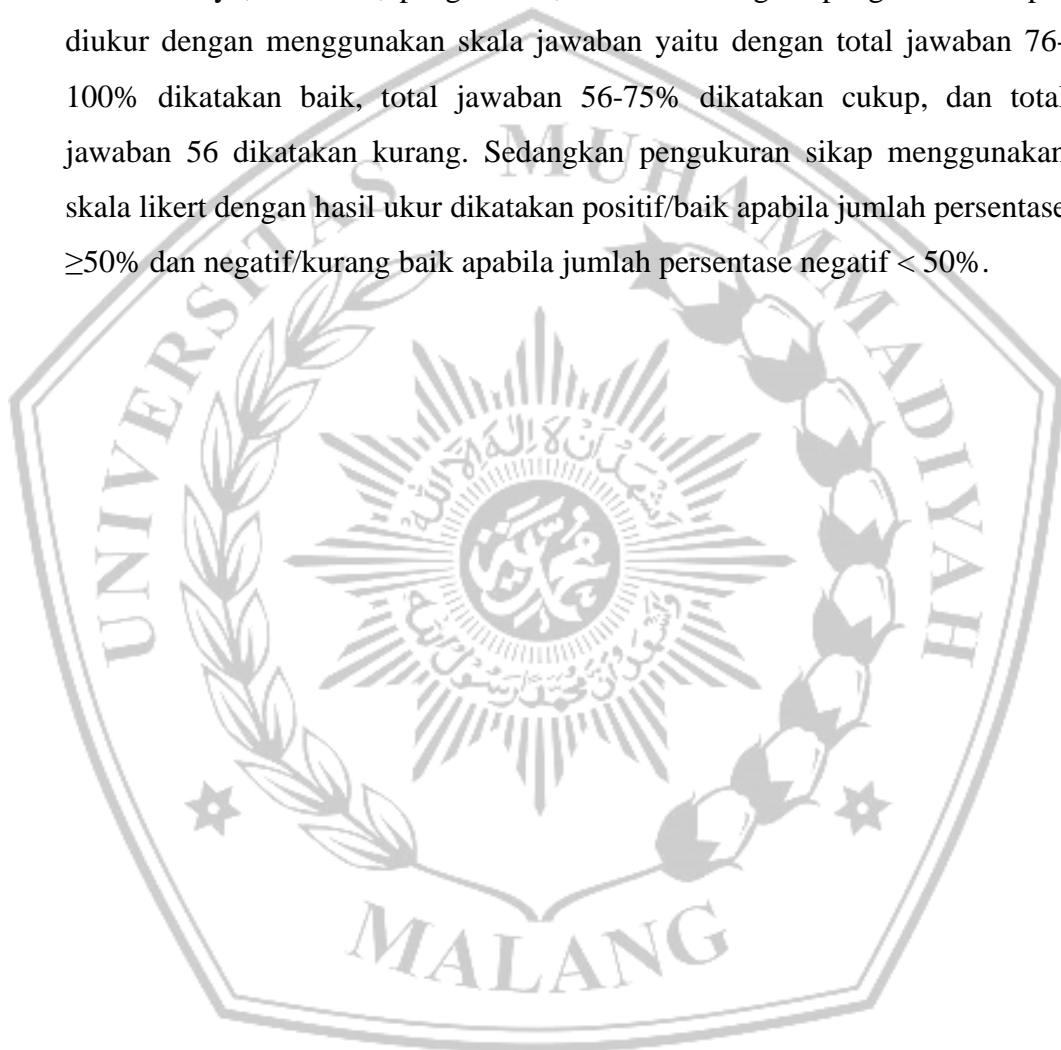 diukur dengan menggunakan skala jawaban yaitu dengan total jawaban 76-
100% dikatakan baik, total jawaban 56-75% dikatakan cukup, dan total
jawaban 56 dikatakan kurang. Sedangkan pengukuran sikap menggunakan
skala likert dengan hasil ukur dikatakan positif/baik apabila jumlah persentase
≥50% dan negatif/kurang baik apabila jumlah persentase negatif < 50%.
UNIVERSITAS MUHAMMADIYAH
MALANG